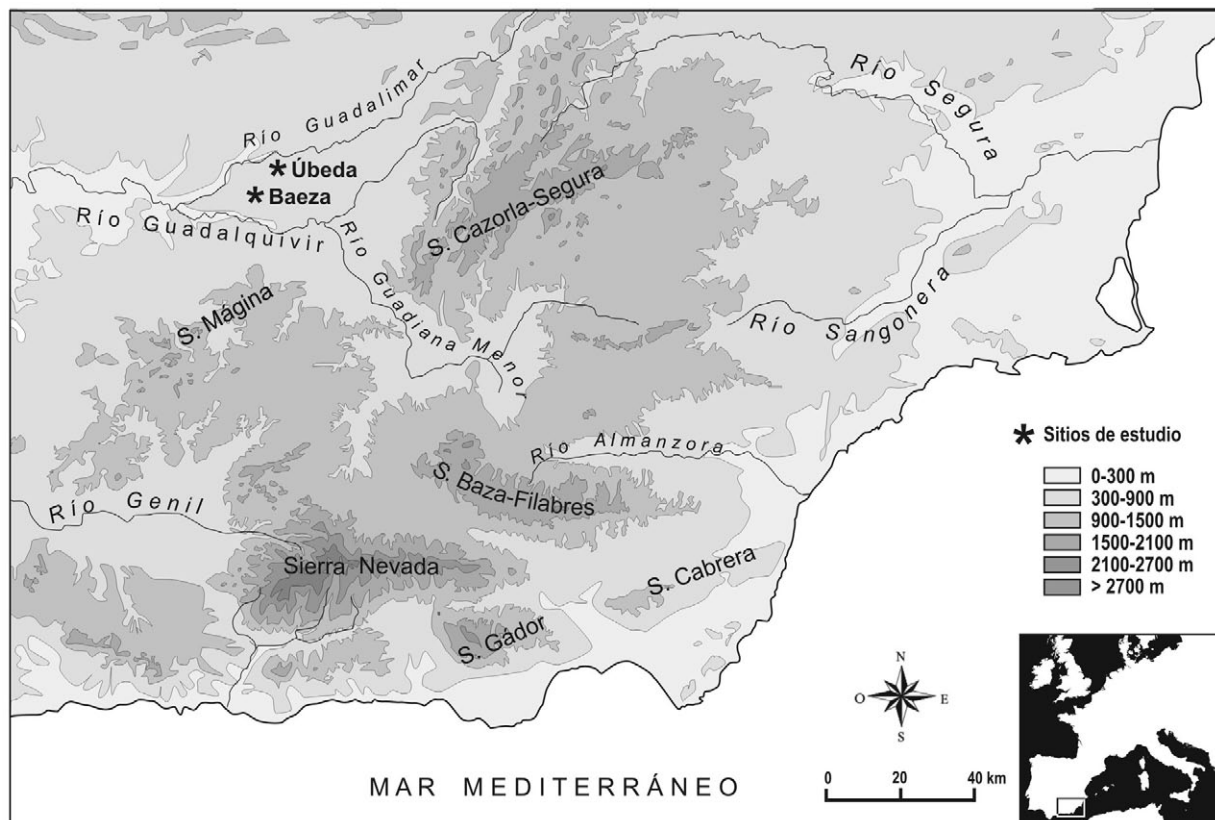 Río Guadalimar
Río Segura
* Úbeda
* Baeza
Río Guadalquivir
S. Cazorla-Segura
Río Guadiana Menor
S. Mágina
Río Sangonera
Río Almanzora
S. Baza-Filabres
Río Genil
Sierra Nevada
S. Cabrera
S. Gádor
* Sitios de estudio
0-300 m
300-900 m
900-1500 m
1500-2100 m
2100-2700 m
> 2700 m
N
O E
S
0 20 40 km
MAR MEDITERRÁNEO